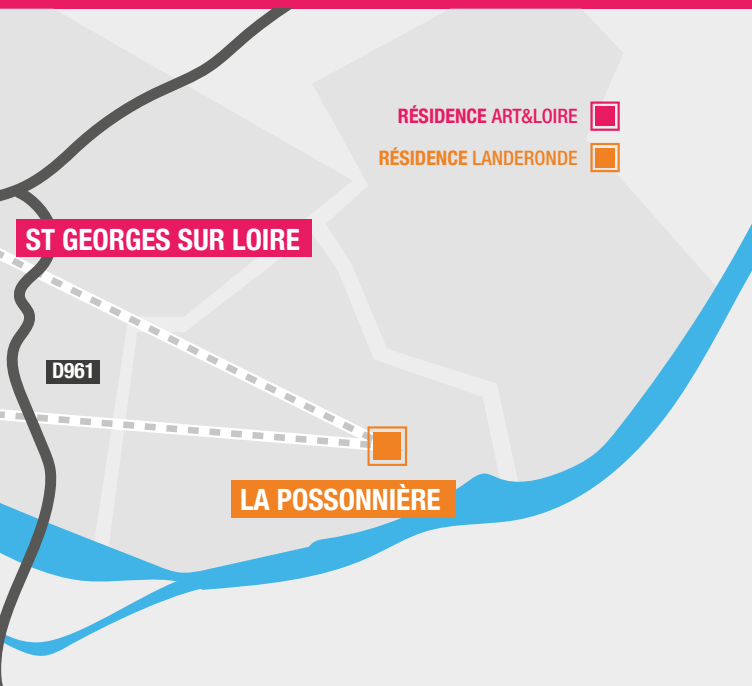 RÉSIDENCE ART&LOIRE
RÉSIDENCE LANDERONDE
ST GEORGES SUR LOIRE
D961
LA POSSONNIÈRE